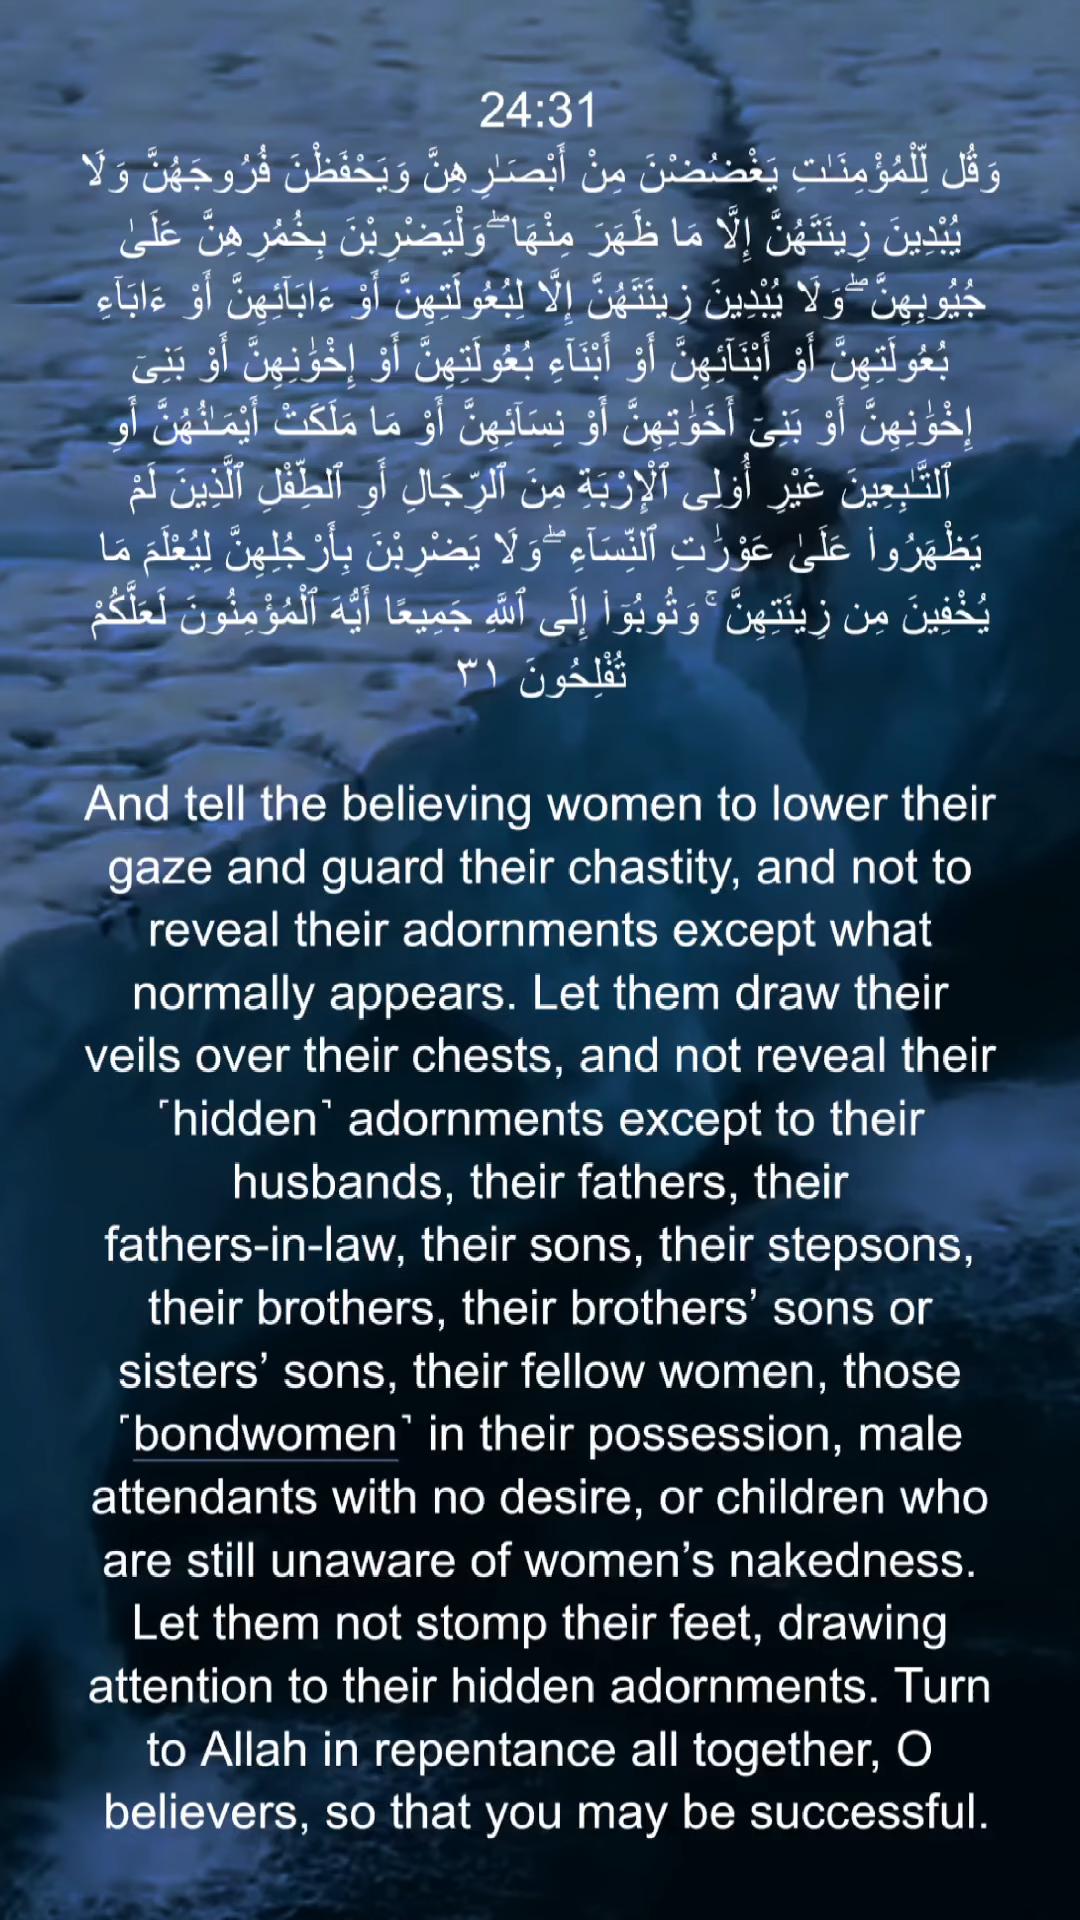 24:31
وَقُل لِّلْمُؤْمِنَـٰتِ يَغْضُضْنَ مِنْ أَبْصَـٰرِهِنَّ وَيَحْفَظْنَ فُرُوجَهُنَّ وَلَا
يُبْدِينَ زِينَتَهُنَّ إِلَّا مَا ظَهَرَ مِنْهَا ۖ وَلْيَضْرِبْنَ بِخُمُرِهِنَّ عَلَىٰ
جُيُوبِهِنَّ ۖ وَلَا يُبْدِينَ زِينَتَهُنَّ إِلَّا لِبُعُولَتِهِنَّ أَوْ ءَابَآئِهِنَّ أَوْ ءَابَآءِ
بُعُولَتِهِنَّ أَوْ أَبْنَآئِهِنَّ أَوْ أَبْنَآءِ بُعُولَتِهِنَّ أَوْ إِخْوَٰنِهِنَّ أَوْ بَنِىٓ
إِخْوَٰنِهِنَّ أَوْ بَنِىٓ أَخَوَٰتِهِنَّ أَوْ نِسَآئِهِنَّ أَوْ مَا مَلَكَتْ أَيْمَـٰنُهُنَّ أَوِ
ٱلتَّـٰبِعِينَ غَيْرِ أُو۟لِى ٱلْإِرْبَةِ مِنَ ٱلرِّجَالِ أَوِ ٱلطِّفْلِ ٱلَّذِينَ لَمْ
يَظْهَرُوا۟ عَلَىٰ عَوْرَٰتِ ٱلنِّسَآءِ ۖ وَلَا يَضْرِبْنَ بِأَرْجُلِهِنَّ لِيُعْلَمَ مَا
يُخْفِينَ مِن زِينَتِهِنَّ ۚ وَتُوبُوٓا۟ إِلَى ٱللَّهِ جَمِيعًا أَيُّهَ ٱلْمُؤْمِنُونَ لَعَلَّكُمْ
تُفْلِحُونَ ٣١
And tell the believing women to lower their
gaze and guard their chastity, and not to
reveal their adornments except what
normally appears. Let them draw their
veils over their chests, and not reveal their
˹hidden˺ adornments except to their
husbands, their fathers, their
fathers-in-law, their sons, their stepsons,
their brothers, their brothers’ sons or
sisters’ sons, their fellow women, those
˹bondwomen˺ in their possession, male
attendants with no desire, or children who
are still unaware of women’s nakedness.
Let them not stomp their feet, drawing
attention to their hidden adornments. Turn
to Allah in repentance all together, O
believers, so that you may be successful.